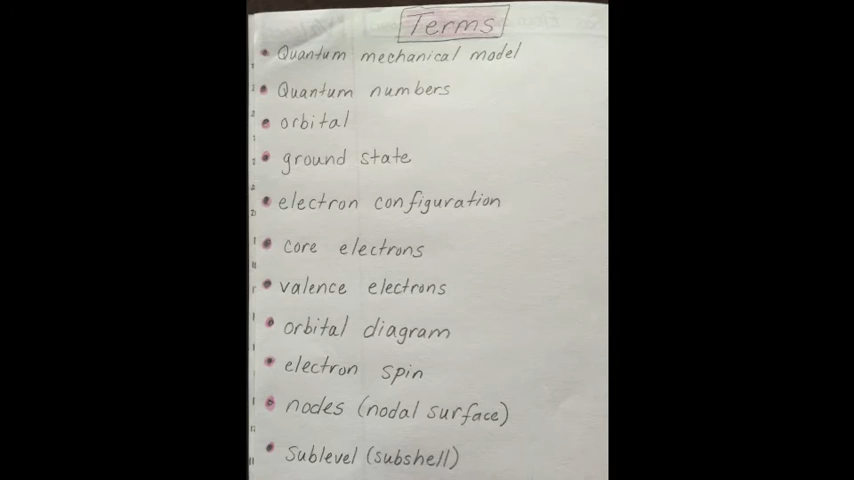 Terms
Quantum mechanical model
Quantum numbers
orbital
ground state
electron configuration
core electrons
valence electrons
orbital diagram
electron spin
nodes (nodal surface)
Sublevel (subshell)